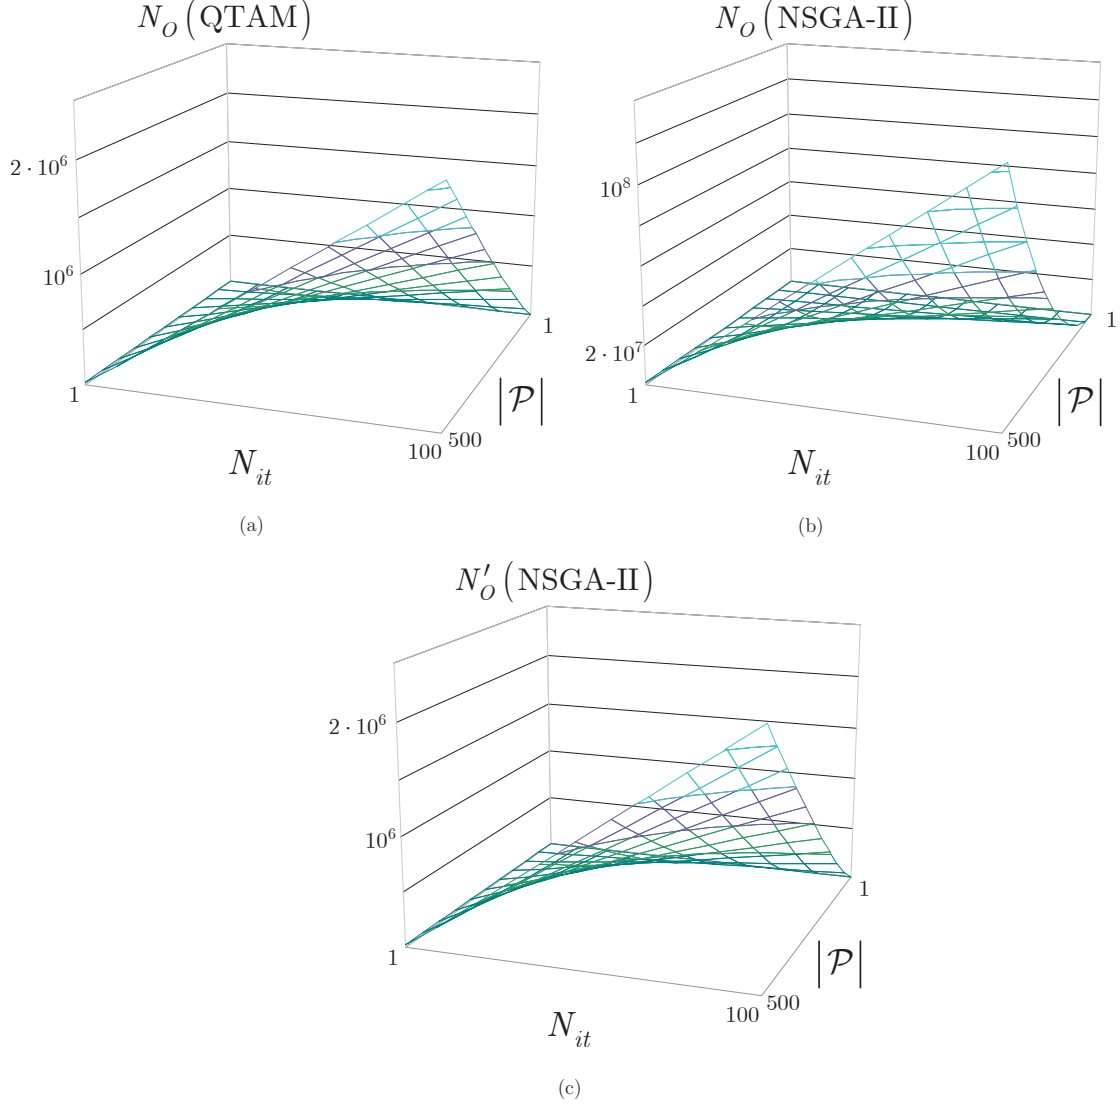 N_O (QTAM)
N_O (NSGA-II)
2 · 10^6
10^6
1
100
500
1
|𝒫|
N_it
10^8
2 · 10^7
1
100
500
1
|𝒫|
N_it
(a)
(b)
N′_O (NSGA-II)
2 · 10^6
10^6
1
100
500
1
|𝒫|
N_it
(c)